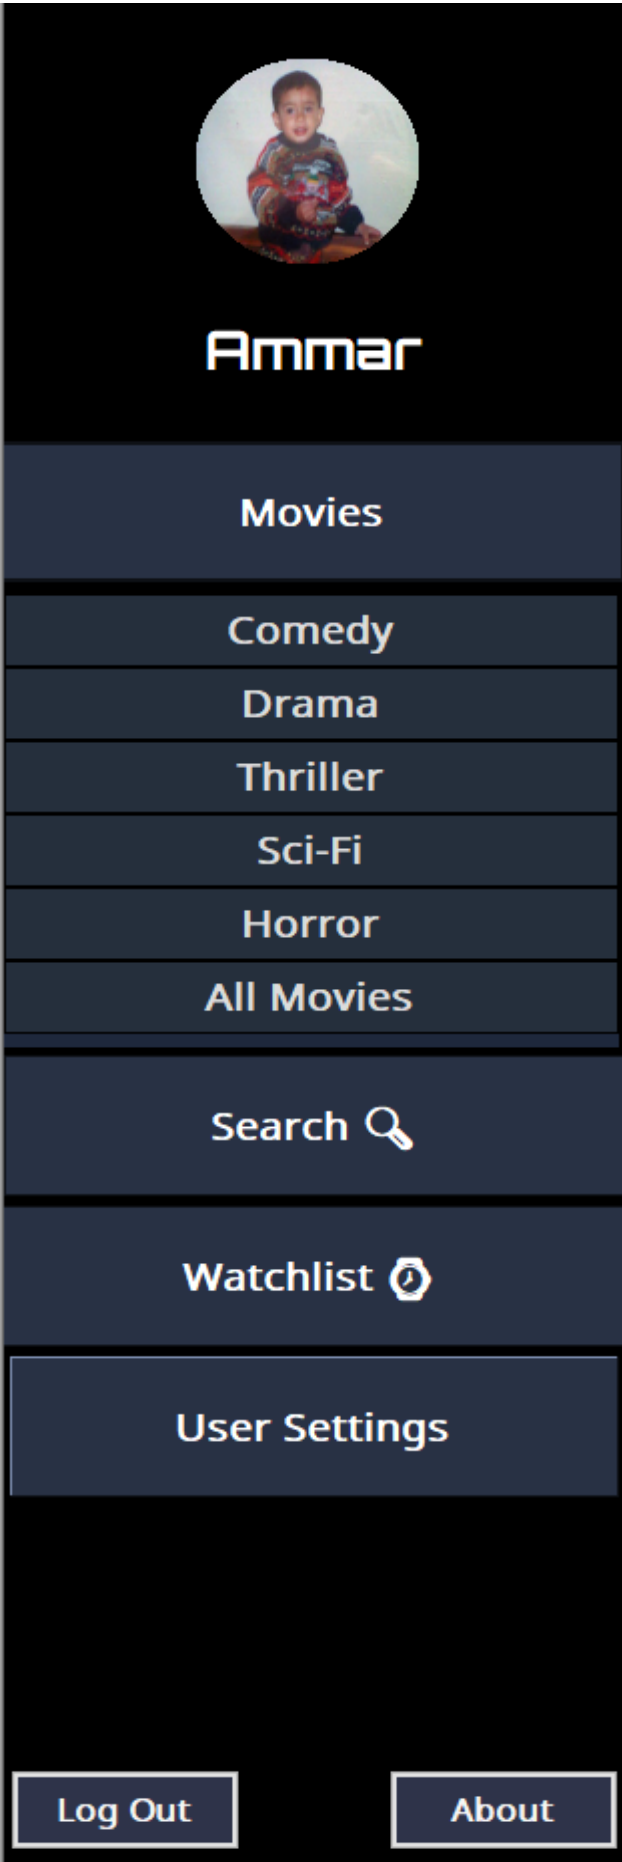 Ammar
Movies
Comedy
Drama
Thriller
Sci-Fi
Horror
All Movies
Search
Watchlist
User Settings
Log Out
About